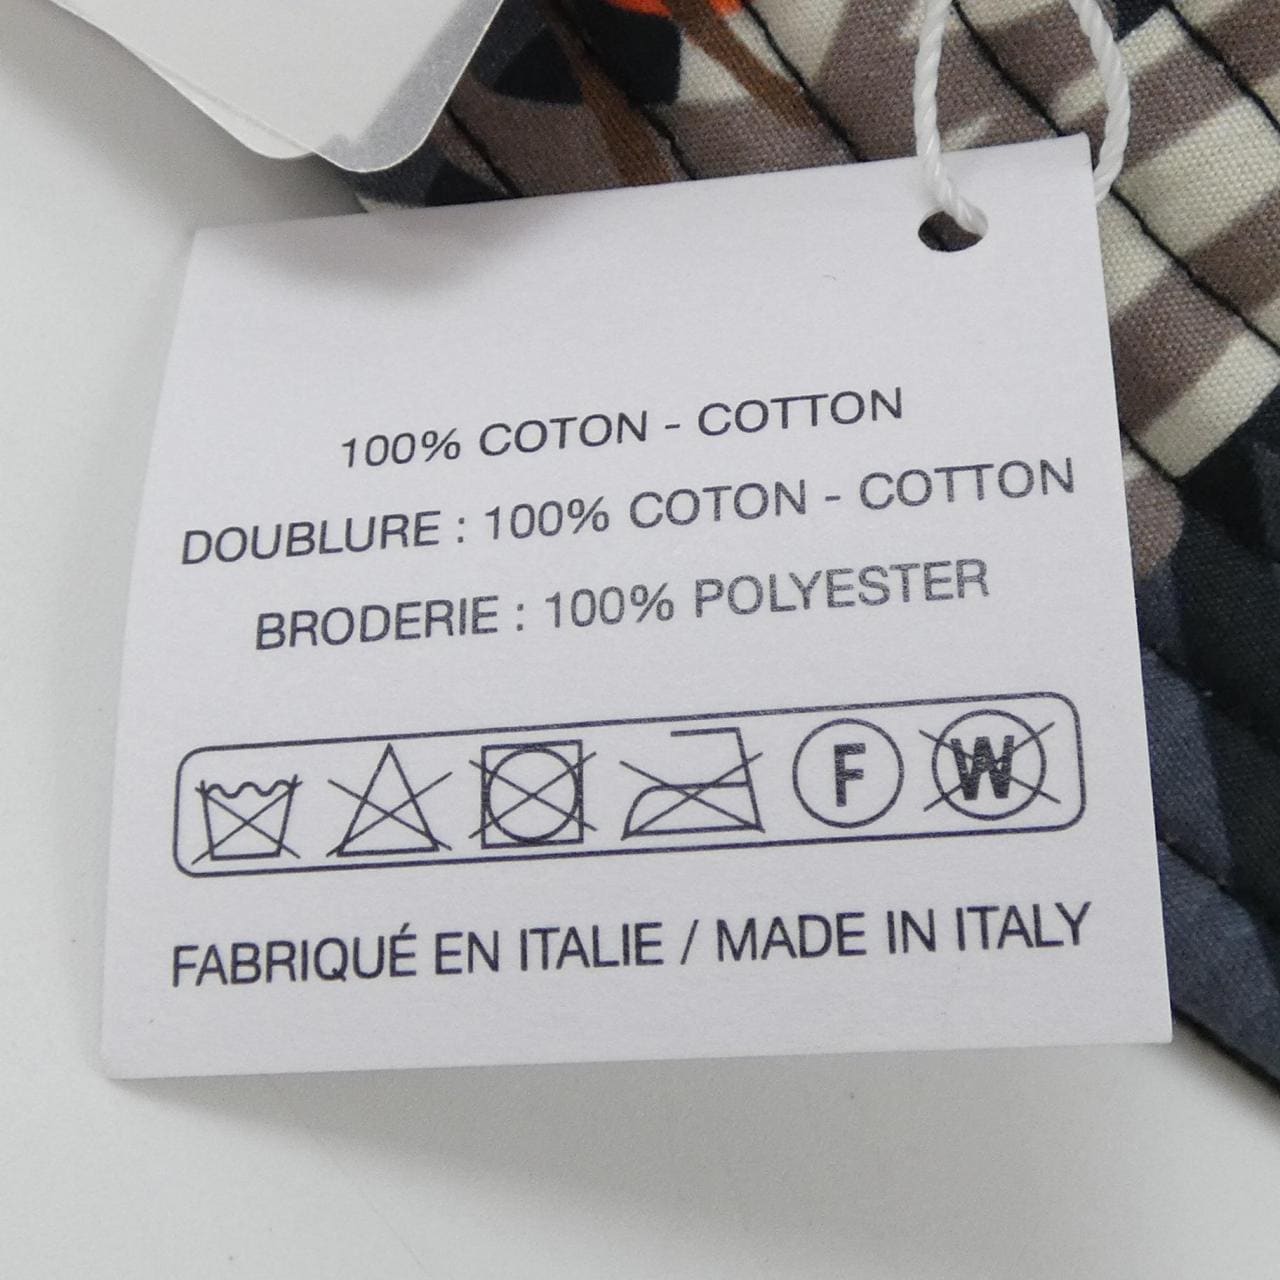 100% COTON - COTTON
DOUBLURE : 100% COTON - COTTON
BRODERIE : 100% POLYESTER
F W
FABRIQUÉ EN ITALIE / MADE IN ITALY